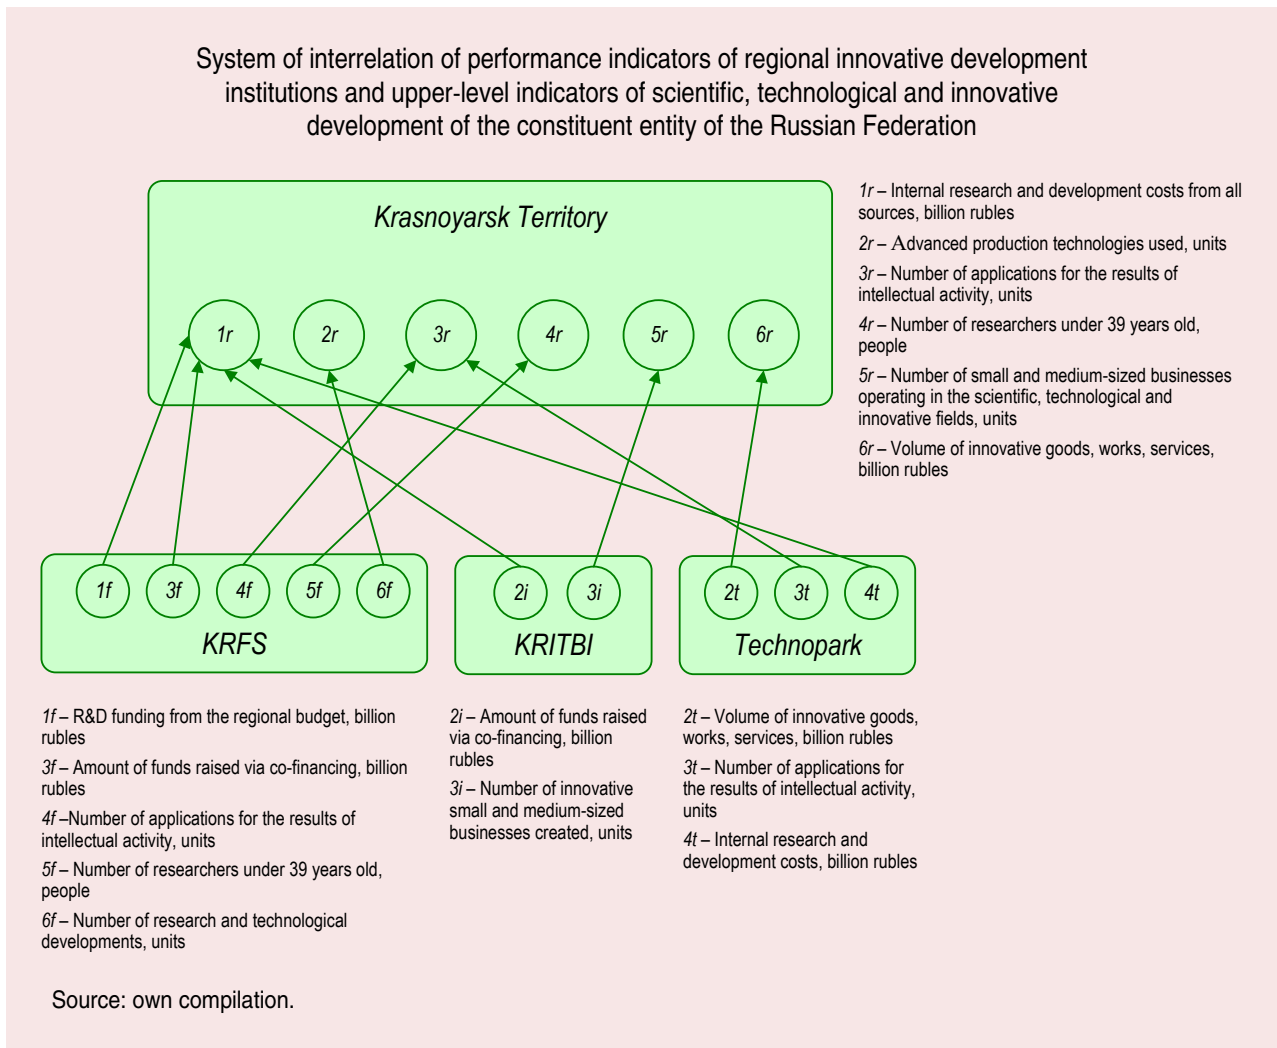 System of interrelation of performance indicators of regional innovative development
institutions and upper-level indicators of scientific, technological and innovative
development of the constituent entity of the Russian Federation
Krasnoyarsk Territory
1r
2r
3r
4r
5r
6r
1r – Internal research and development costs from all
sources, billion rubles
2r – Advanced production technologies used, units
3r – Number of applications for the results of
intellectual activity, units
4r – Number of researchers under 39 years old,
people
5r – Number of small and medium-sized businesses
operating in the scientific, technological and
innovative fields, units
6r – Volume of innovative goods, works, services,
billion rubles
1f
3f
4f
5f
6f
KRFS
2i
3i
KRITBI
2t
3t
4t
Technopark
1f – R&D funding from the regional budget, billion
rubles
3f – Amount of funds raised via co-financing, billion
rubles
4f –Number of applications for the results of
intellectual activity, units
5f – Number of researchers under 39 years old,
people
6f – Number of research and technological
developments, units
2i – Amount of funds raised
via co-financing, billion
rubles
3i – Number of innovative
small and medium-sized
businesses created, units
2t – Volume of innovative goods,
works, services, billion rubles
3t – Number of applications for
the results of intellectual activity,
units
4t – Internal research and
development costs, billion rubles
Source: own compilation.